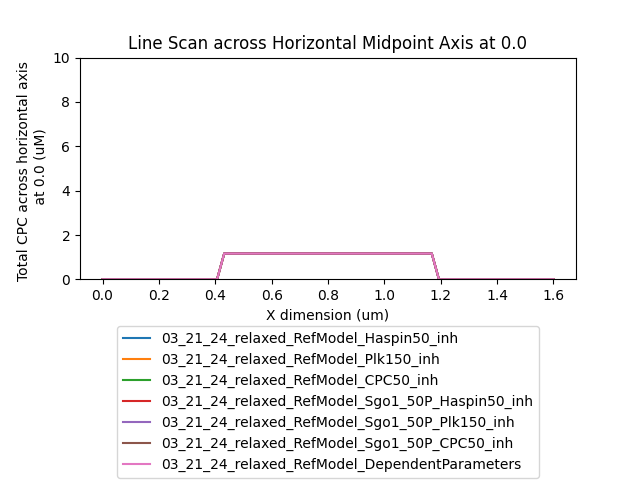 Line Scan across Horizontal Midpoint Axis at 0.0
Total CPC across horizontal axis
at 0.0 (uM)
10
8
6
4
2
0
0.0 0.2 0.4 0.6 0.8 1.0 1.2 1.4 1.6
X dimension (um)
03_21_24_relaxed_RefModel_Haspin50_inh
03_21_24_relaxed_RefModel_Plk150_inh
03_21_24_relaxed_RefModel_CPC50_inh
03_21_24_relaxed_RefModel_Sgo1_50P_Haspin50_inh
03_21_24_relaxed_RefModel_Sgo1_50P_Plk150_inh
03_21_24_relaxed_RefModel_Sgo1_50P_CPC50_inh
03_21_24_relaxed_RefModel_DependentParameters